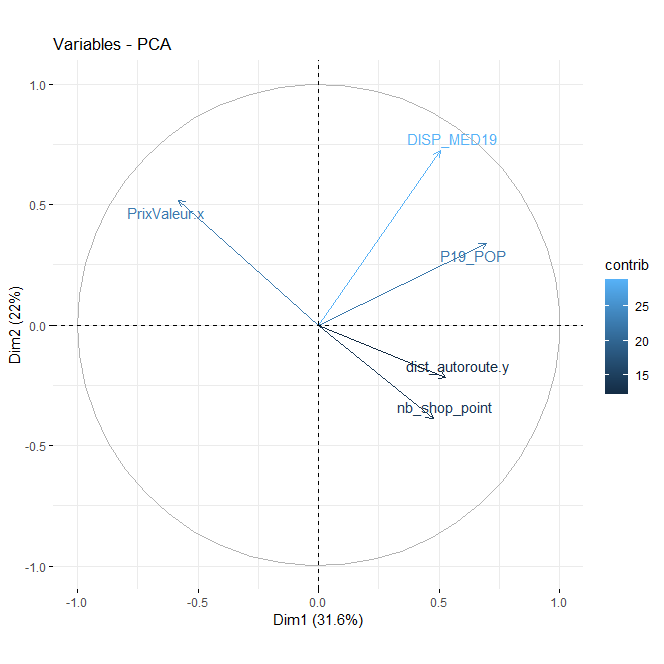 Variables - PCA
1.0
0.5
0.0
-0.5
-1.0
Dim2 (22%)
DISP_MED19
PrixValeur.x
P19_POP
dist_autoroute.y
nb_shop_point
-1.0
-0.5
0.0
0.5
1.0
Dim1 (31.6%)
contrib
25
20
15